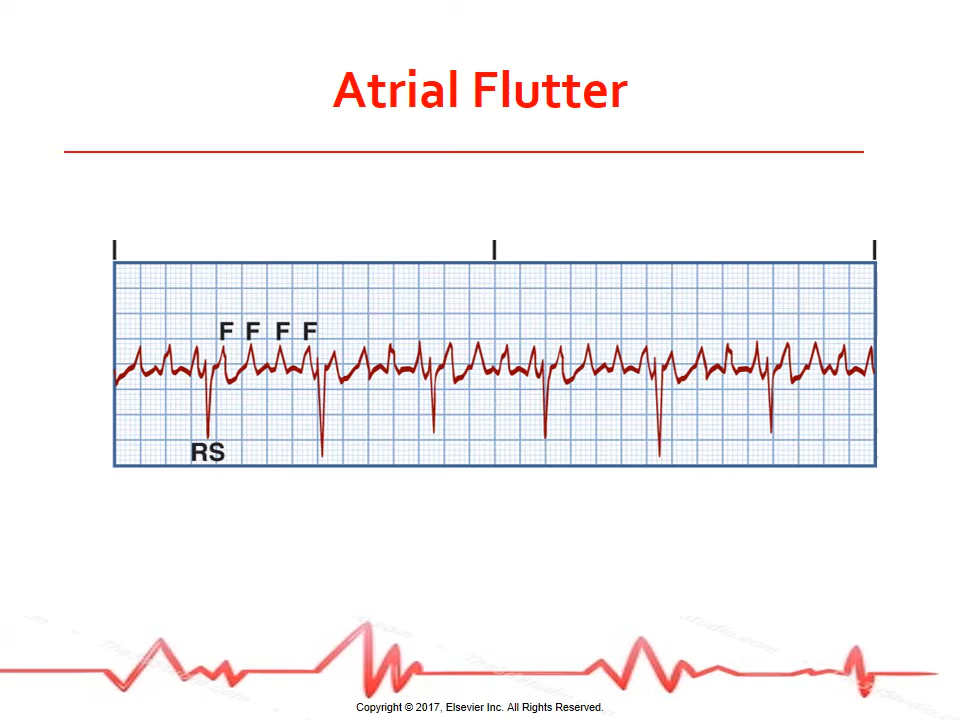 Atrial Flutter
F F F F
RS
Copyright © 2017, Elsevier Inc. All Rights Reserved.